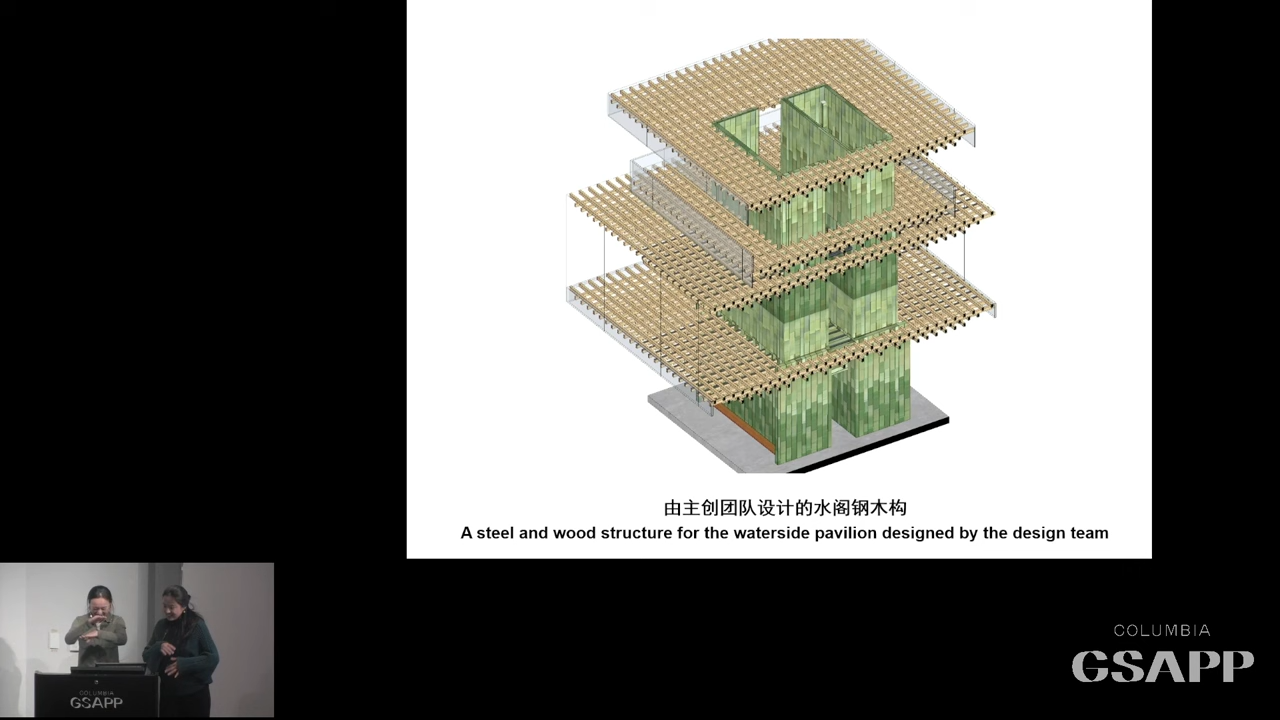 由主创团队设计的水阁钢木构
A steel and wood structure for the waterside pavilion designed by the design team
COLUMBIA
GSAPP
COLUMBIA
GSAPP